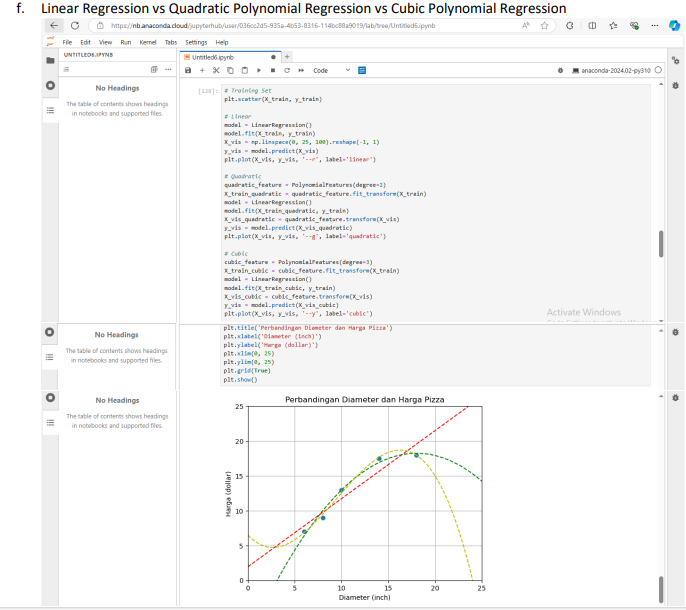 f. Linear Regression vs Quadratic Polynomial Regression vs Cubic Polynomial Regression
https://nb.anaconda.cloud/jupyterhub/user/036cc2d5-935a-4b53-8316-114bc88a9019/lab/tree/Untitled6.ipynb
File Edit View Run Kernel Tabs Settings Help
UNTITLED6.IPYNB
Untitled6.ipynb
Code
anaconda-2024.02-py310
No Headings
The table of contents shows headings
in notebooks and supported files.
[120]: # Training Set
plt.scatter(X_train, y_train)
# Linear
model = LinearRegression()
model.fit(X_train, y_train)
X_vis = np.linspace(0, 25, 100).reshape(-1, 1)
y_vis = model.predict(X_vis)
plt.plot(X_vis, y_vis, '--r', label='linear')
# Quadratic
quadratic_feature = PolynomialFeatures(degree=2)
X_train_quadratic = quadratic_feature.fit_transform(X_train)
model = LinearRegression()
model.fit(X_train_quadratic, y_train)
X_vis_quadratic = quadratic_feature.transform(X_vis)
y_vis = model.predict(X_vis_quadratic)
plt.plot(X_vis, y_vis, '--g', label='quadratic')
# Cubic
cubic_feature = PolynomialFeatures(degree=3)
X_train_cubic = cubic_feature.fit_transform(X_train)
model = LinearRegression()
model.fit(X_train_cubic, y_train)
X_vis_cubic = cubic_feature.transform(X_vis)
y_vis = model.predict(X_vis_cubic)
plt.plot(X_vis, y_vis, '--y', label='cubic')
Activate Windows
No Headings
The table of contents shows headings
in notebooks and supported files.
plt.title('Perbandingan Diameter dan Harga Pizza')
plt.xlabel('Diameter (inch)')
plt.ylabel('Harga (dollar)')
plt.xlim(0, 25)
plt.ylim(0, 25)
plt.grid(True)
plt.show()
No Headings
The table of contents shows headings
in notebooks and supported files.
Perbandingan Diameter dan Harga Pizza
25
20
15
10
5
0
Harga (dollar)
0 5 10 15 20 25
Diameter (inch)